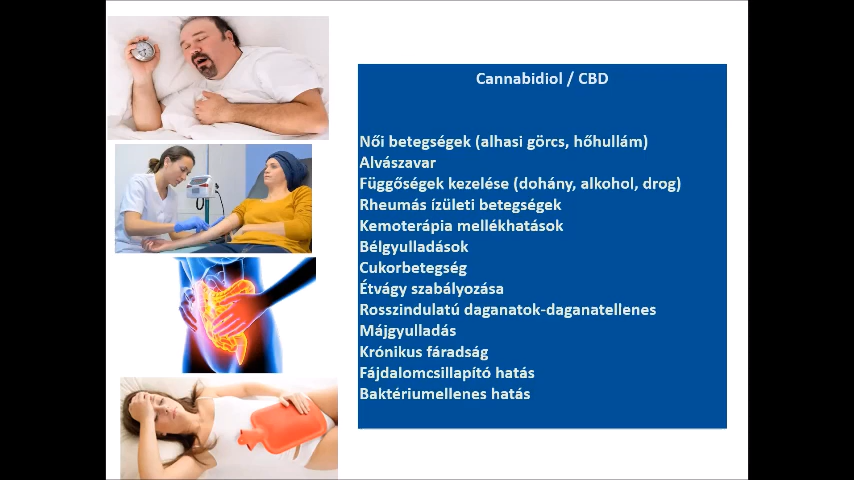 Cannabidiol / CBD
Női betegségek (alhasi görcs, hőhullám)
Alvászavar
Függőségek kezelése (dohány, alkohol, drog)
Rheumás ízületi betegségek
Kemoterápia mellékhatások
Bélgyulladások
Cukorbetegség
Étvágy szabályozása
Rosszindulatú daganatok-daganatellenes
Májgyulladás
Krónikus fáradság
Fájdalomcsillapító hatás
Baktériumellenes hatás